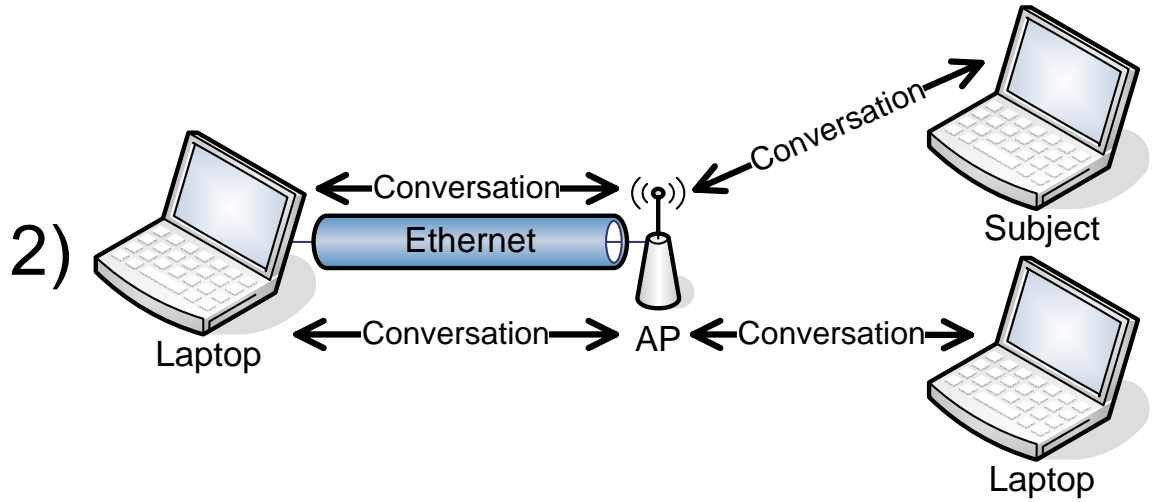 Conversation
Conversation
Subject
2)
Ethernet
Laptop
Conversation
AP
Conversation
Laptop